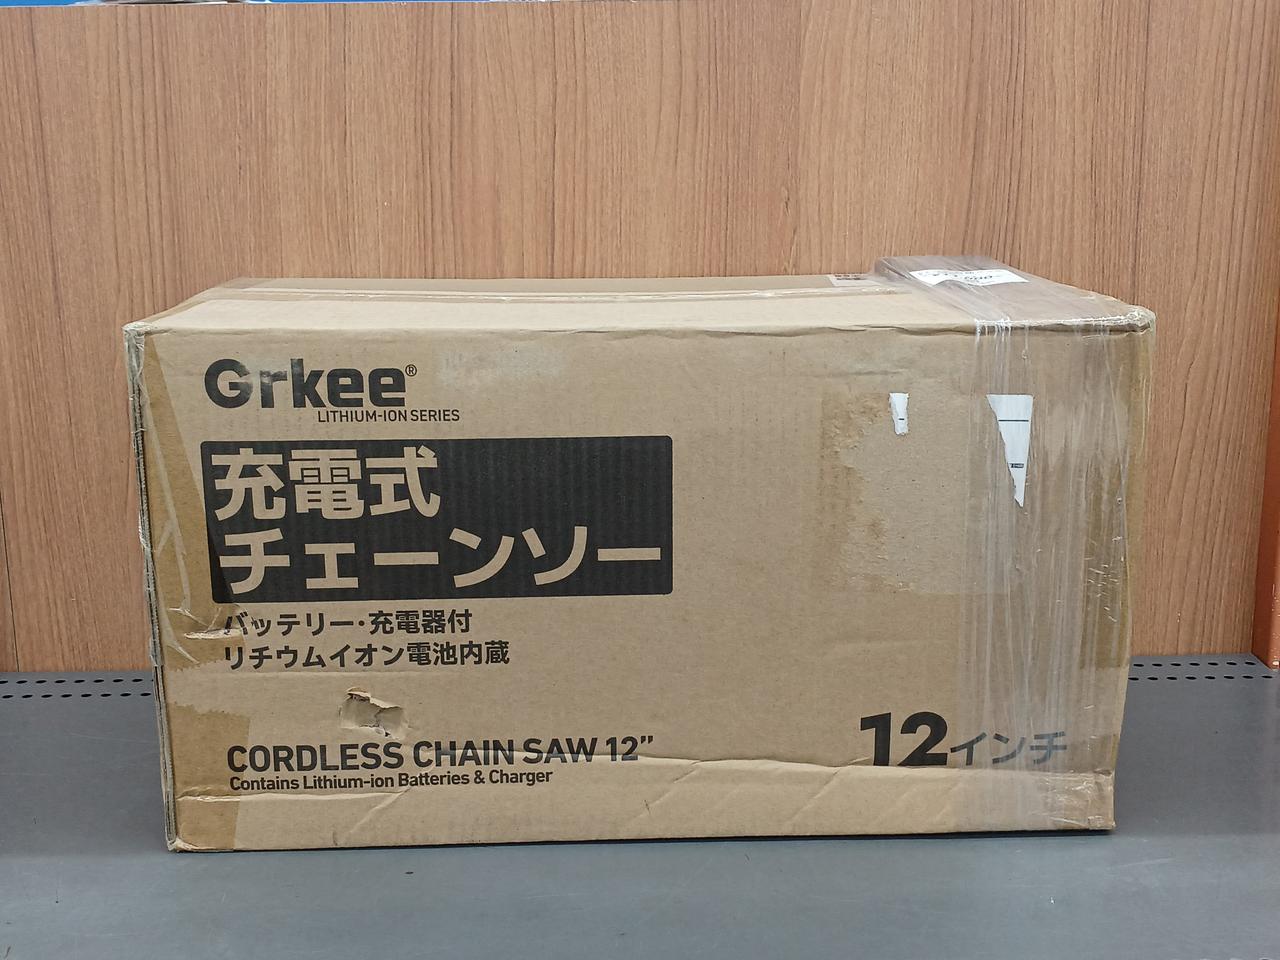 Grkee®
LITHIUM-ION SERIES
充電式
チェーンソー
バッテリー・充電器付
リチウムイオン電池内蔵
CORDLESS CHAIN SAW 12”
Contains Lithium-ion Batteries & Charger
12インチ